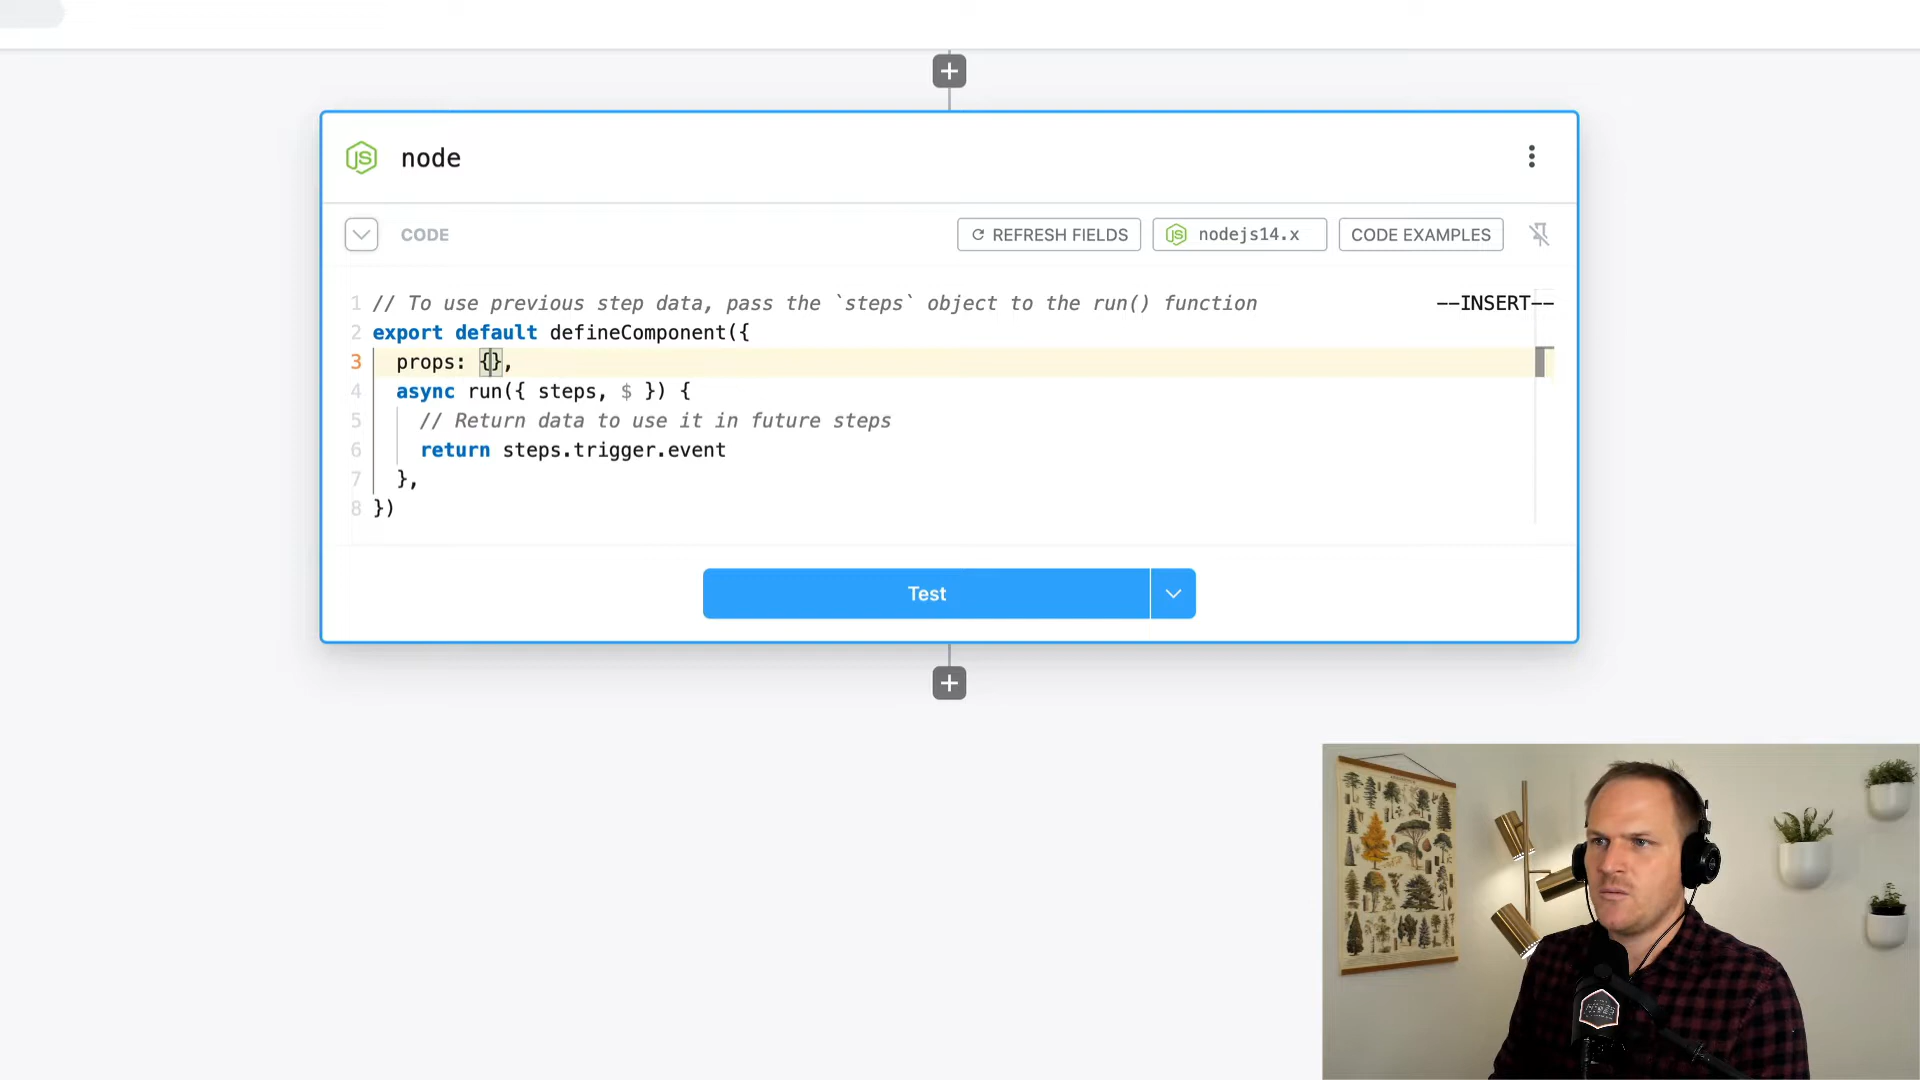 JS node
CODE
REFRESH FIELDS
JS nodejs14.x
CODE EXAMPLES
1 // To use previous step data, pass the `steps` object to the run() function
--INSERT--
2 export default defineComponent({
3 props: {},
4 async run({ steps, $ }) {
5 // Return data to use it in future steps
6 return steps.trigger.event
7 },
8 })
Test